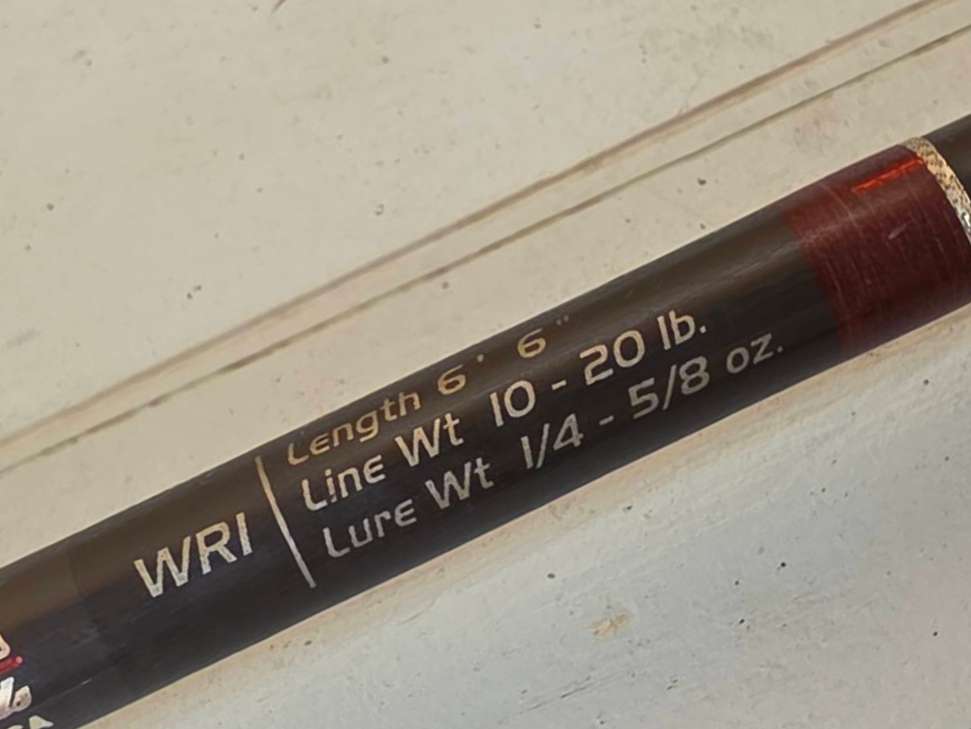 WRI
Length 6' 6"
Line Wt 10 - 20 lb.
Lure Wt 1/4 - 5/8 oz.